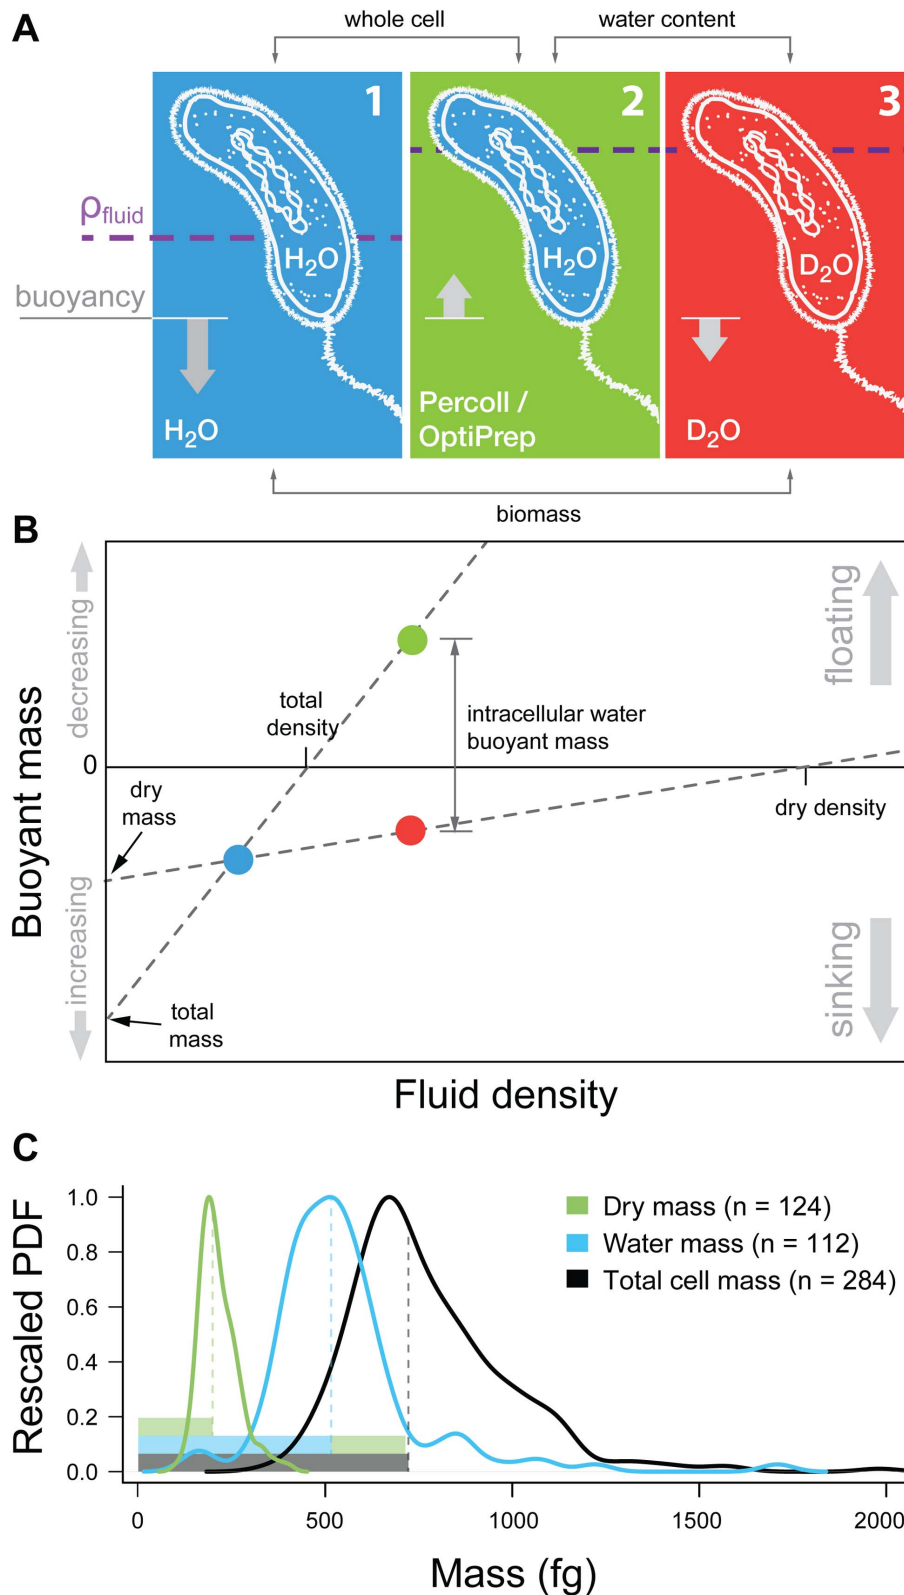 A
whole cell
water content
1
2
3
ρfluid
H₂O
H₂O
D₂O
buoyancy
Percoll /
OptiPrep
H₂O
D₂O
biomass
B
Buoyant mass
decreasing
increasing
0
floating
sinking
total
density
intracellular water
buoyant mass
dry
mass
dry density
total
mass
Fluid density
C
Rescaled PDF
1.0
0.8
0.6
0.4
0.2
0.0
Dry mass (n = 124)
Water mass (n = 112)
Total cell mass (n = 284)
0
500
1000
1500
2000
Mass (fg)